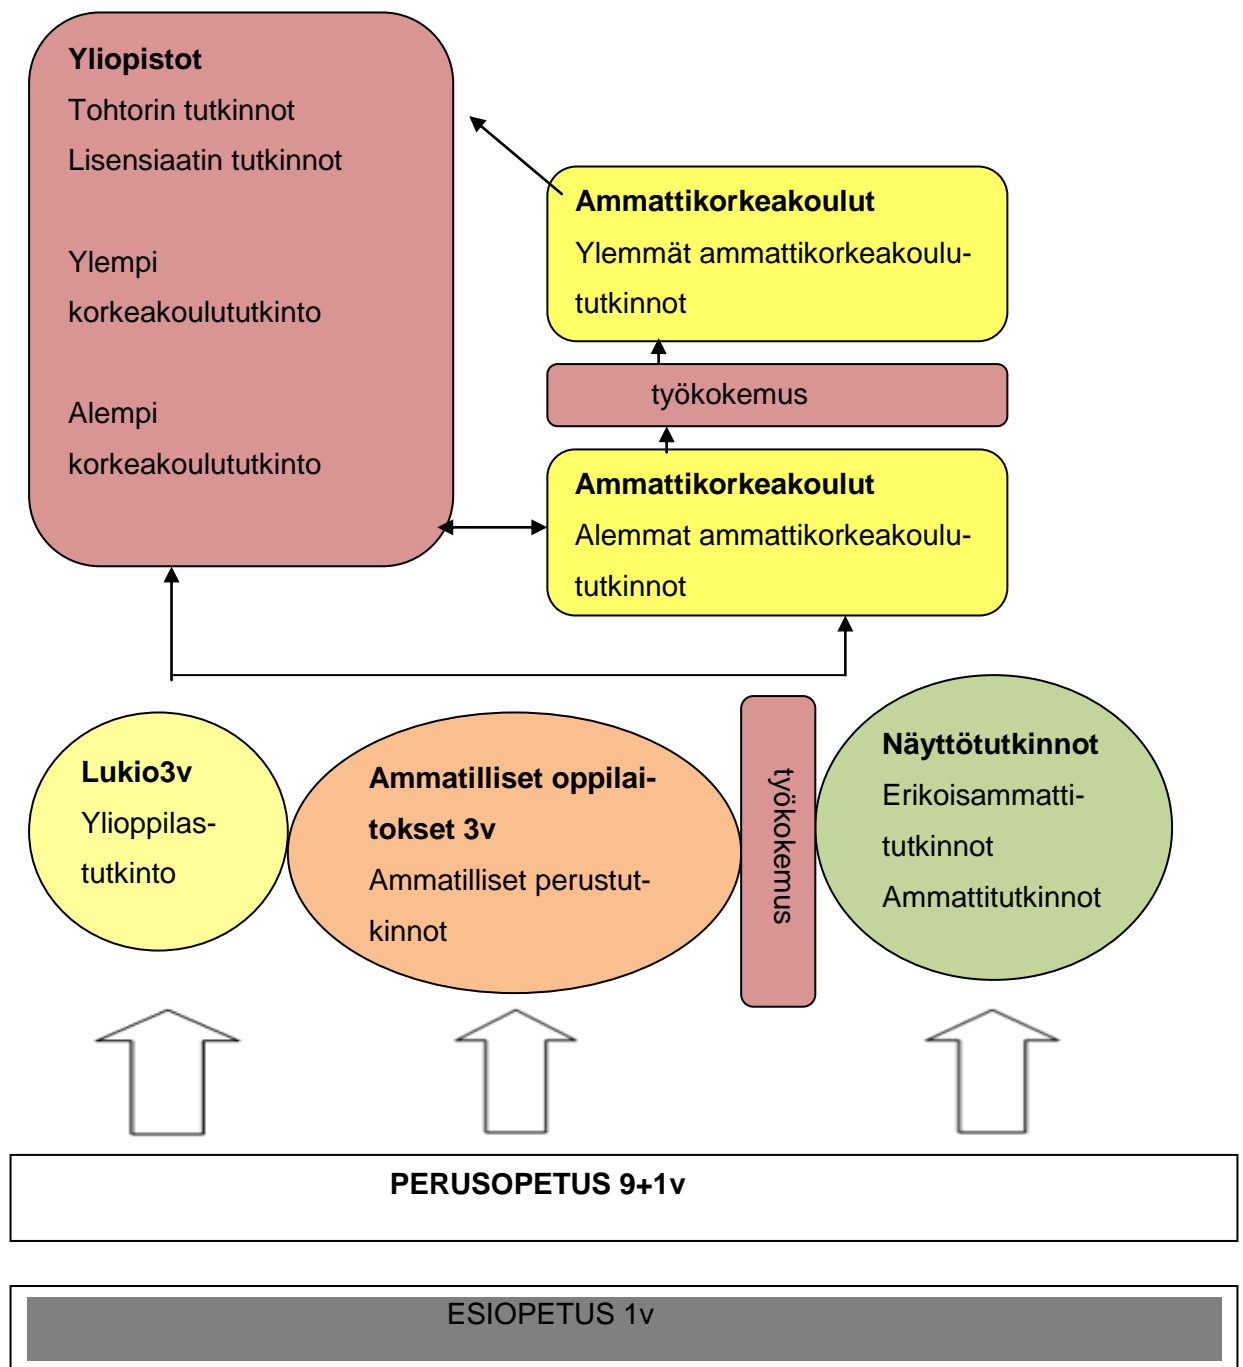 Yliopistot
Tohtorin tutkinnot
Lisensiaatin tutkinnot
Ylempi
korkeakoulututkinto
Alempi
korkeakoulututkinto
Ammattikorkeakoulut
Ylemmät ammattikorkeakoulu-
tutkinnot
työkokemus
Ammattikorkeakoulut
Alemmat ammattikorkeakoulu-
tutkinnot
Lukio3v
Ylioppilas-
tutkinto
Ammatilliset oppilai-
tokset 3v
Ammatilliset perustut-
kinnot
työkokemus
Näyttötutkinnot
Erikoisammatti-
tutkinnot
Ammattitutkinnot
PERUSOPETUS 9+1v
ESIOPETUS 1v